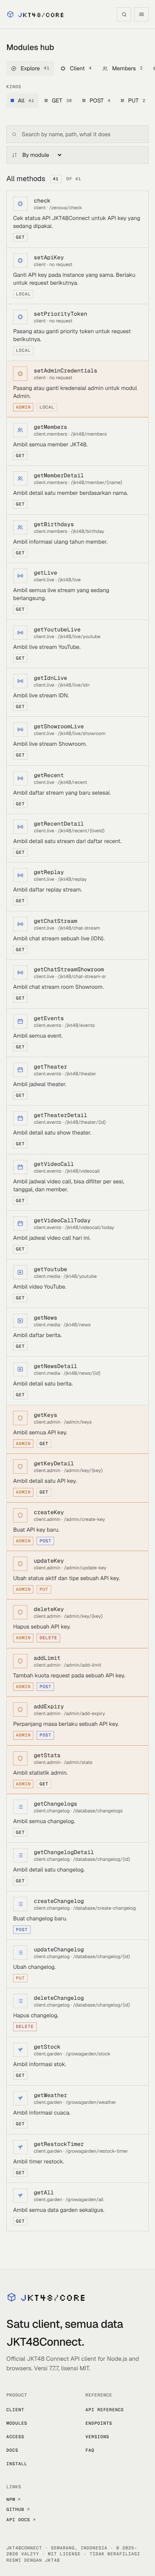 JKT48/CORE
Modules hub
Explore 41 Client 4 Members 3
KINDS
All 41 GET 30 POST 4 PUT 2
Search by name, path, what it does
By module
All methods 41 OF 41
check
client · /zenova/check
Cek status API JKT48Connect untuk API key yang
sedang dipakai.
GET
setApiKey
client · no request
Ganti API key pada instance yang sama. Berlaku
untuk request berikutnya.
LOCAL
setPriorityToken
client · no request
Pasang atau ganti priority token untuk request
berikutnya.
LOCAL
setAdminCredentials
client · no request
Pasang atau ganti kredensial admin untuk modul
Admin.
ADMIN LOCAL
getMembers
client.members · /jkt48/members
Ambil semua member JKT48.
GET
getMemberDetail
client.members · /jkt48/member/{name}
Ambil detail satu member berdasarkan nama.
GET
getBirthdays
client.members · /jkt48/birthday
Ambil informasi ulang tahun member.
GET
getLive
client.live · /jkt48/live
Ambil semua live stream yang sedang
berlangsung.
GET
getYoutubeLive
client.live · /jkt48/live/youtube
Ambil live stream YouTube.
GET
getIdnLive
client.live · /jkt48/live/idn
Ambil live stream IDN.
GET
getShowroomLive
client.live · /jkt48/live/showroom
Ambil live stream Showroom.
GET
getRecent
client.live · /jkt48/recent
Ambil daftar stream yang baru selesai.
GET
getRecentDetail
client.live · /jkt48/recent/{liveId}
Ambil detail satu stream dari daftar recent.
GET
getReplay
client.live · /jkt48/replay
Ambil daftar replay stream.
GET
getChatStream
client.live · /jkt48/chat-stream
Ambil chat stream sebuah live (IDN).
GET
getChatStreamShowroom
client.live · /jkt48/chat-stream-sr
Ambil chat stream room Showroom.
GET
getEvents
client.events · /jkt48/events
Ambil semua event.
GET
getTheater
client.events · /jkt48/theater
Ambil jadwal theater.
GET
getTheaterDetail
client.events · /jkt48/theater/{id}
Ambil detail satu show theater.
GET
getVideoCall
client.events · /jkt48/videocall
Ambil jadwal video call, bisa difilter per sesi,
tanggal, dan member.
GET
getVideoCallToday
client.events · /jkt48/videocall/today
Ambil jadwal video call hari ini.
GET
getYoutube
client.media · /jkt48/youtube
Ambil video YouTube.
GET
getNews
client.media · /jkt48/news
Ambil daftar berita.
GET
getNewsDetail
client.media · /jkt48/news/{id}
Ambil detail satu berita.
GET
getKeys
client.admin · /admin/keys
Ambil semua API key.
ADMIN GET
getKeyDetail
client.admin · /admin/key/{key}
Ambil detail satu API key.
ADMIN GET
createKey
client.admin · /admin/create-key
Buat API key baru.
ADMIN POST
updateKey
client.admin · /admin/update-key
Ubah status aktif dan tipe sebuah API key.
ADMIN PUT
deleteKey
client.admin · /admin/key/{key}
Hapus sebuah API key.
ADMIN DELETE
addLimit
client.admin · /admin/add-limit
Tambah kuota request pada sebuah API key.
ADMIN POST
addExpiry
client.admin · /admin/add-expiry
Perpanjang masa berlaku sebuah API key.
ADMIN POST
getStats
client.admin · /admin/stats
Ambil statistik admin.
ADMIN GET
getChangelogs
client.changelog · /database/changelogs
Ambil semua changelog.
GET
getChangelogDetail
client.changelog · /database/changelog/{id}
Ambil detail satu changelog.
GET
createChangelog
client.changelog · /database/create-changelog
Buat changelog baru.
POST
updateChangelog
client.changelog · /database/changelog/{id}
Ubah changelog.
PUT
deleteChangelog
client.changelog · /database/changelog/{id}
Hapus changelog.
DELETE
getStock
client.garden · /growagarden/stock
Ambil informasi stok.
GET
getWeather
client.garden · /growagarden/weather
Ambil informasi cuaca.
GET
getRestockTimer
client.garden · /growagarden/restock-timer
Ambil timer restock.
GET
getAll
client.garden · /growagarden/all
Ambil semua data garden sekaligus.
GET
JKT48/CORE
Satu client, semua data
JKT48Connect.
Official JKT48 Connect API client for Node.js and
browsers. Versi 7.7.7, lisensi MIT.
PRODUCT REFERENCE
CLIENT API REFERENCE
MODULES ENDPOINTS
ACCESS VERSIONS
DOCS FAQ
INSTALL
LINKS
NPM ↗
GITHUB ↗
API DOCS ↗
JKT48CONNECT · SEMARANG, INDONESIA · © 2025-
2026 VALZYY · MIT LICENSE · TIDAK BERAFILIASI
RESMI DENGAN JKT48